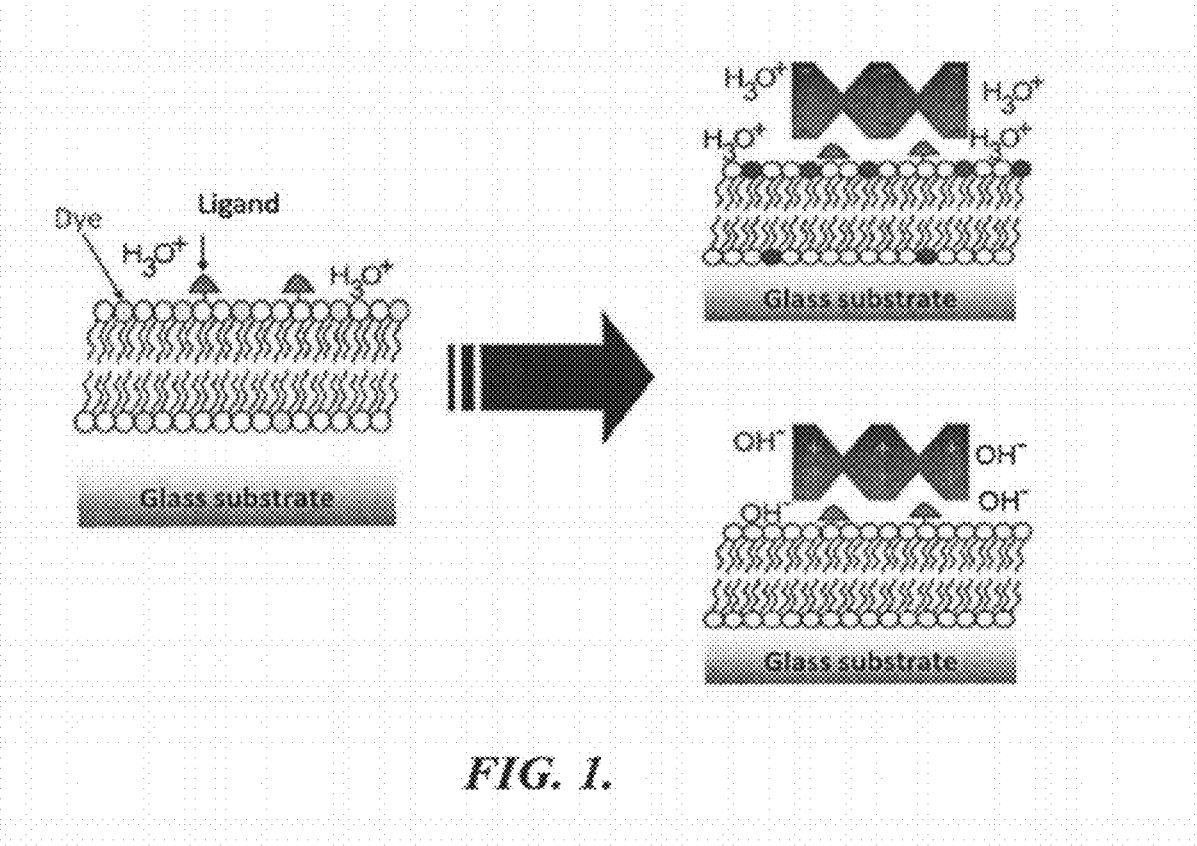 Ligand
Dye
H₃O⁺
H₃O⁺
Glass substrate
H₃O⁺
H₃O⁺
H₃O⁺
H₃O⁺
Glass substrate
OH⁻
OH⁻
OH⁻
OH⁻
Glass substrate
FIG. 1.